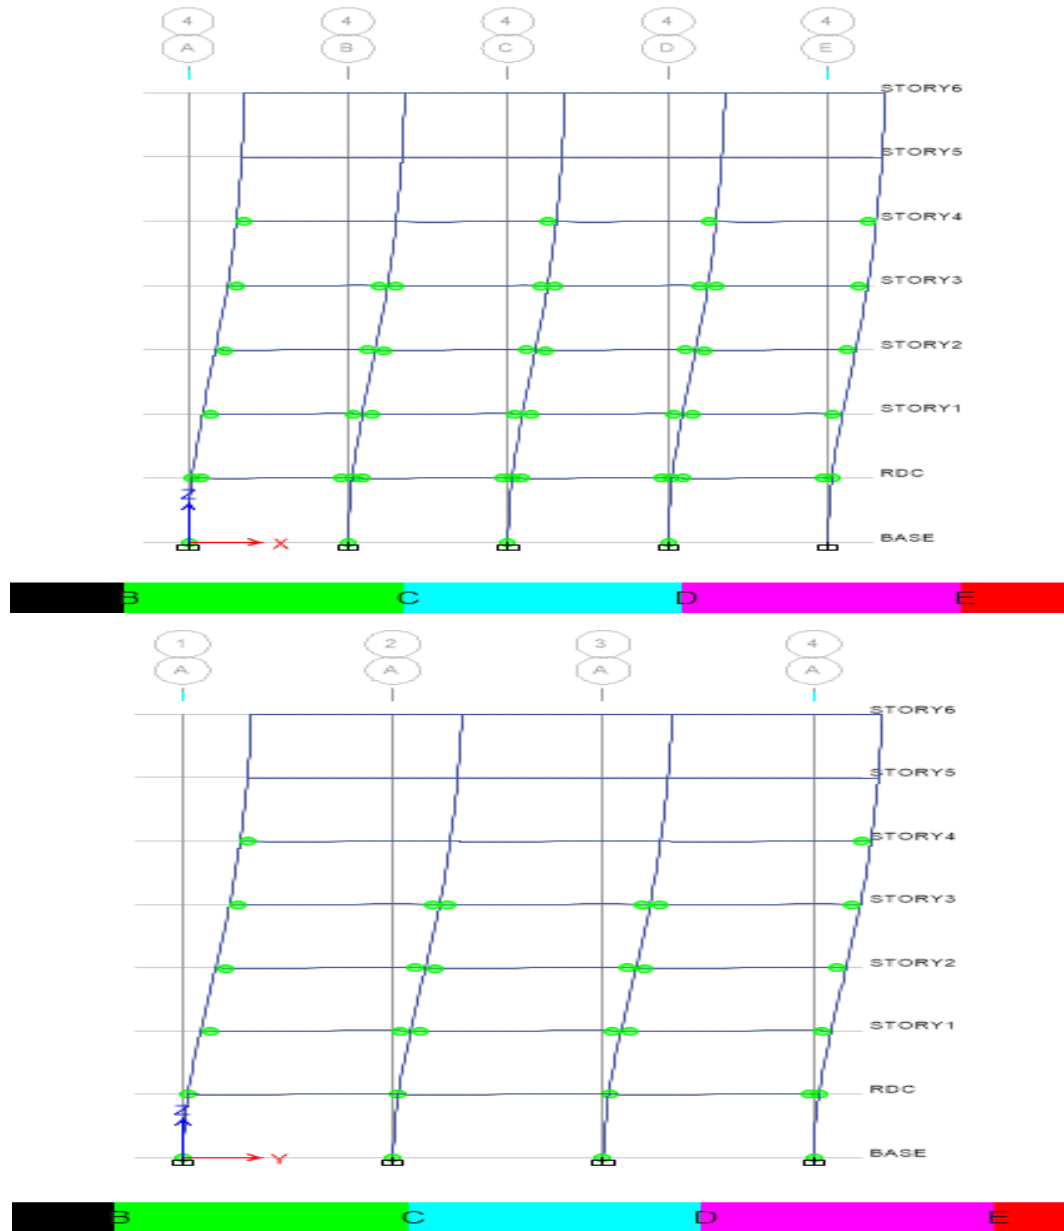 4 4 4 4 4
A B C D E
STORY6
STORY5
STORY4
STORY3
STORY2
STORY1
RDC
Z
X
BASE
B C D E
1 2 3 4
A A A A
STORY6
STORY5
STORY4
STORY3
STORY2
STORY1
RDC
Z
Y
BASE
B C D E